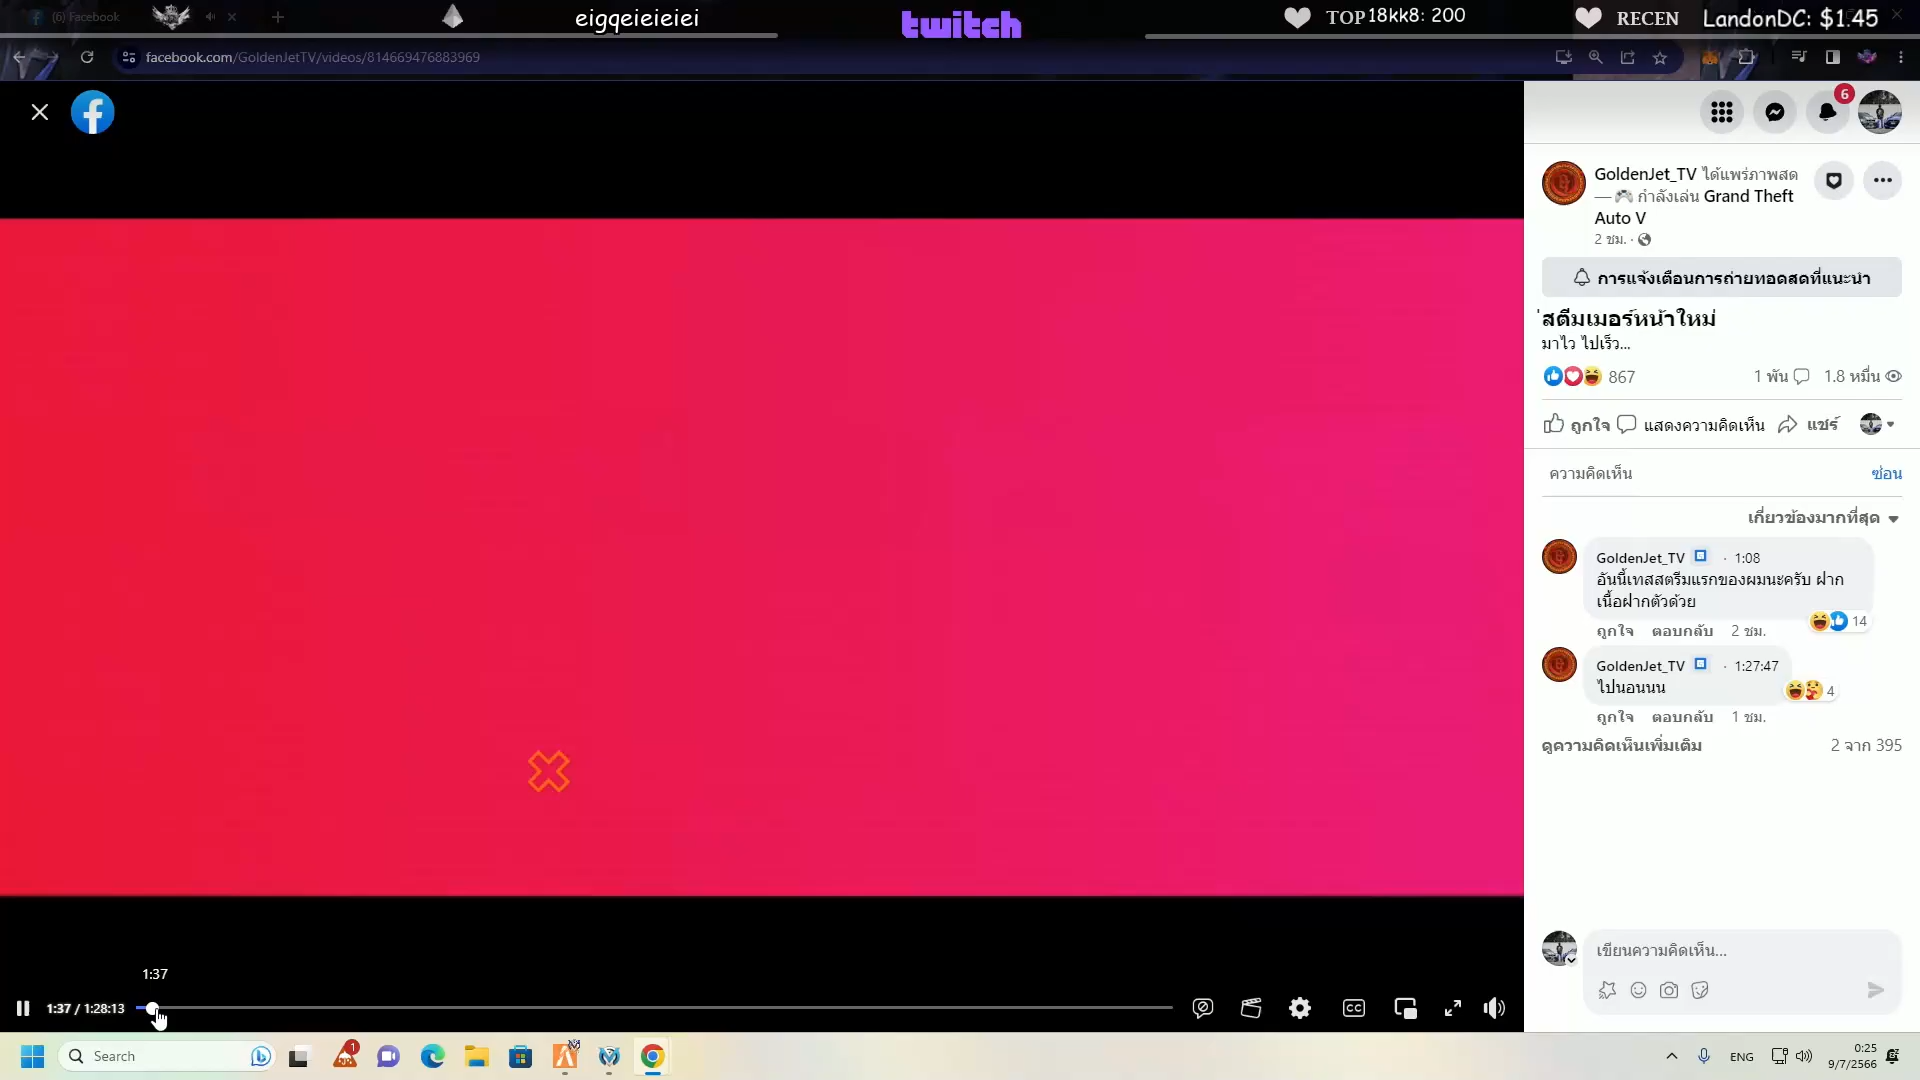 (6) Facebook
eiggeieieiei
twitch
TOP 18kk8: 200
RECEN LandonDC: $1.45
facebook.com/GoldenJetTV/videos/814669476883969
6
GoldenJet_TV ได้แพร่ภาพสด
— 🎮 กำลังเล่น Grand Theft
Auto V
2 ชม. ·
การแจ้งเตือนการถ่ายทอดสดที่แนะนำ
่สตีมเมอร์หน้าใหม่
มาไว ไปเร็ว...
867
1 พัน 1.8 หมื่น
ถูกใจ แสดงความคิดเห็น แชร์
ความคิดเห็น ซ่อน
เกี่ยวข้องมากที่สุด
GoldenJet_TV · 1:08
อันนี้เทสสตรีมแรกของผมนะครับ ฝาก
เนื้อฝากตัวด้วย
14
ถูกใจ ตอบกลับ 2 ชม.
GoldenJet_TV · 1:27:47
ไปนอนนน
4
ถูกใจ ตอบกลับ 1 ชม.
ดูความคิดเห็นเพิ่มเติม 2 จาก 395
เขียนความคิดเห็น...
1:37
1:37 / 1:28:13
CC
Search
1
ENG
0:25
9/7/2566